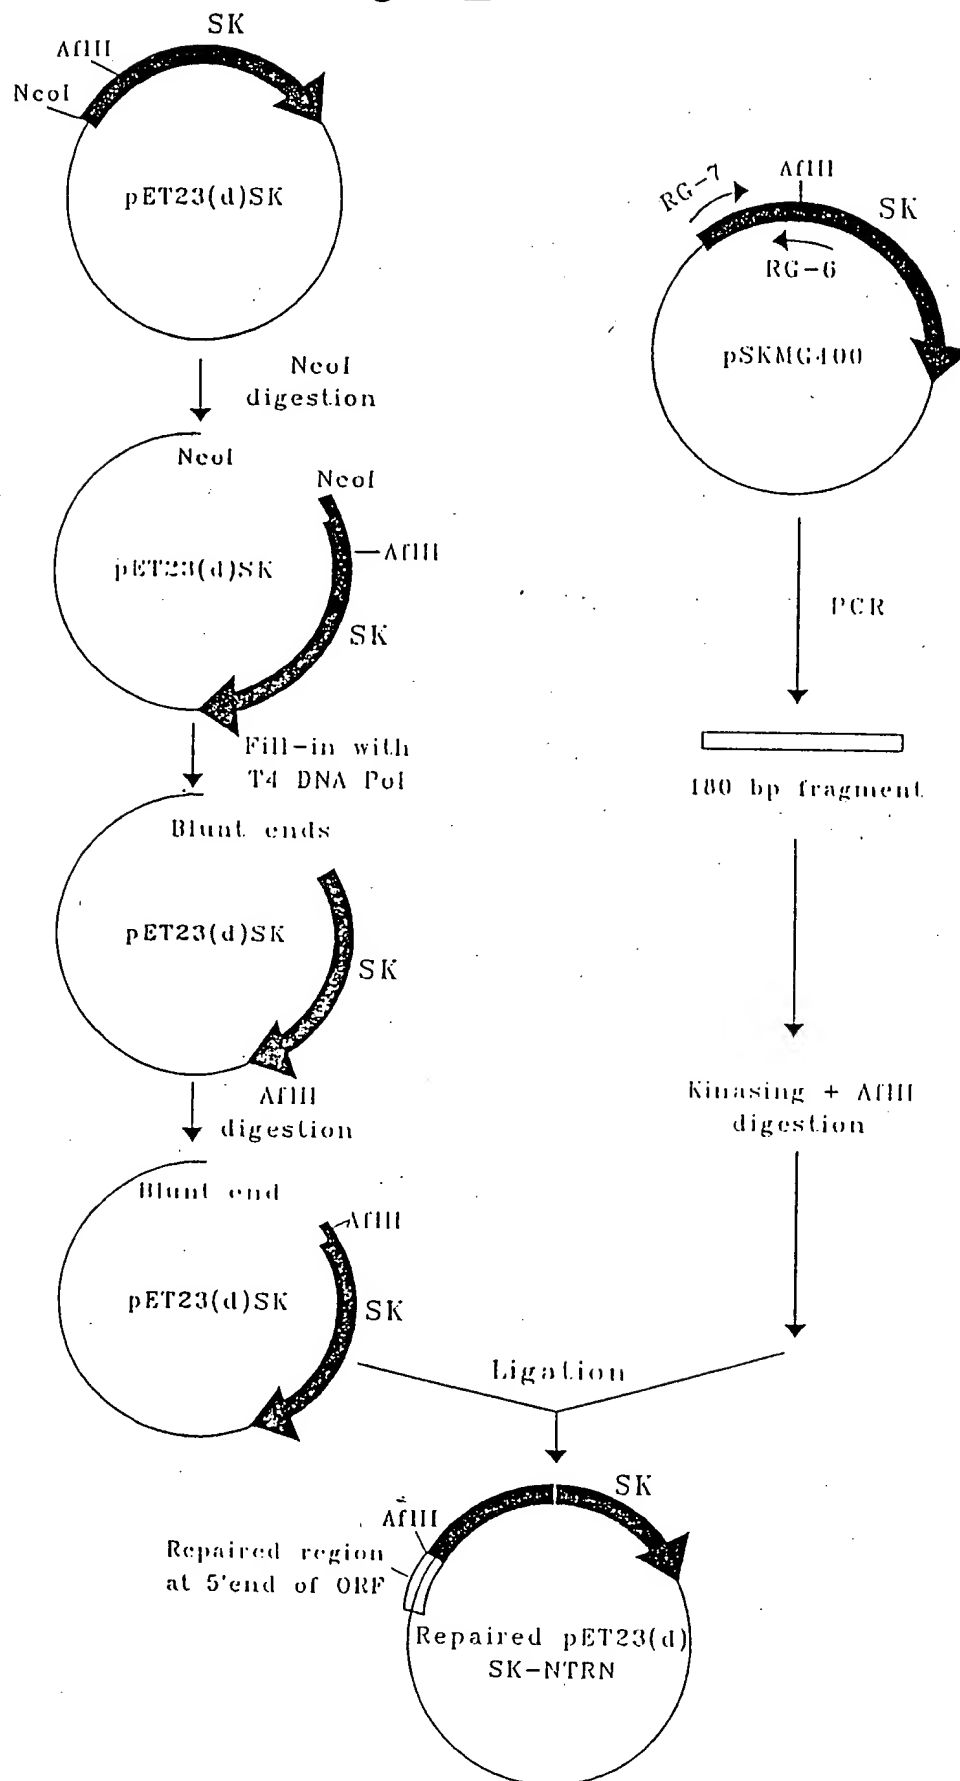 SK
AflII
NcoI
pET23(d)SK
NcoI
digestion
NcoI
NcoI
AflII
pET23(d)SK
SK
Fill-in with
T4 DNA Pol
Blunt ends
pET23(d)SK
SK
AflII
digestion
Blunt end
AflII
pET23(d)SK
SK
RG-7
AflII
SK
RG-6
pSKMG400
PCR
180 bp fragment
Kinasing + AflII
digestion
Ligation
SK
AflII
Repaired region
at 5'end of ORF
Repaired pET23(d)
SK-NTRN